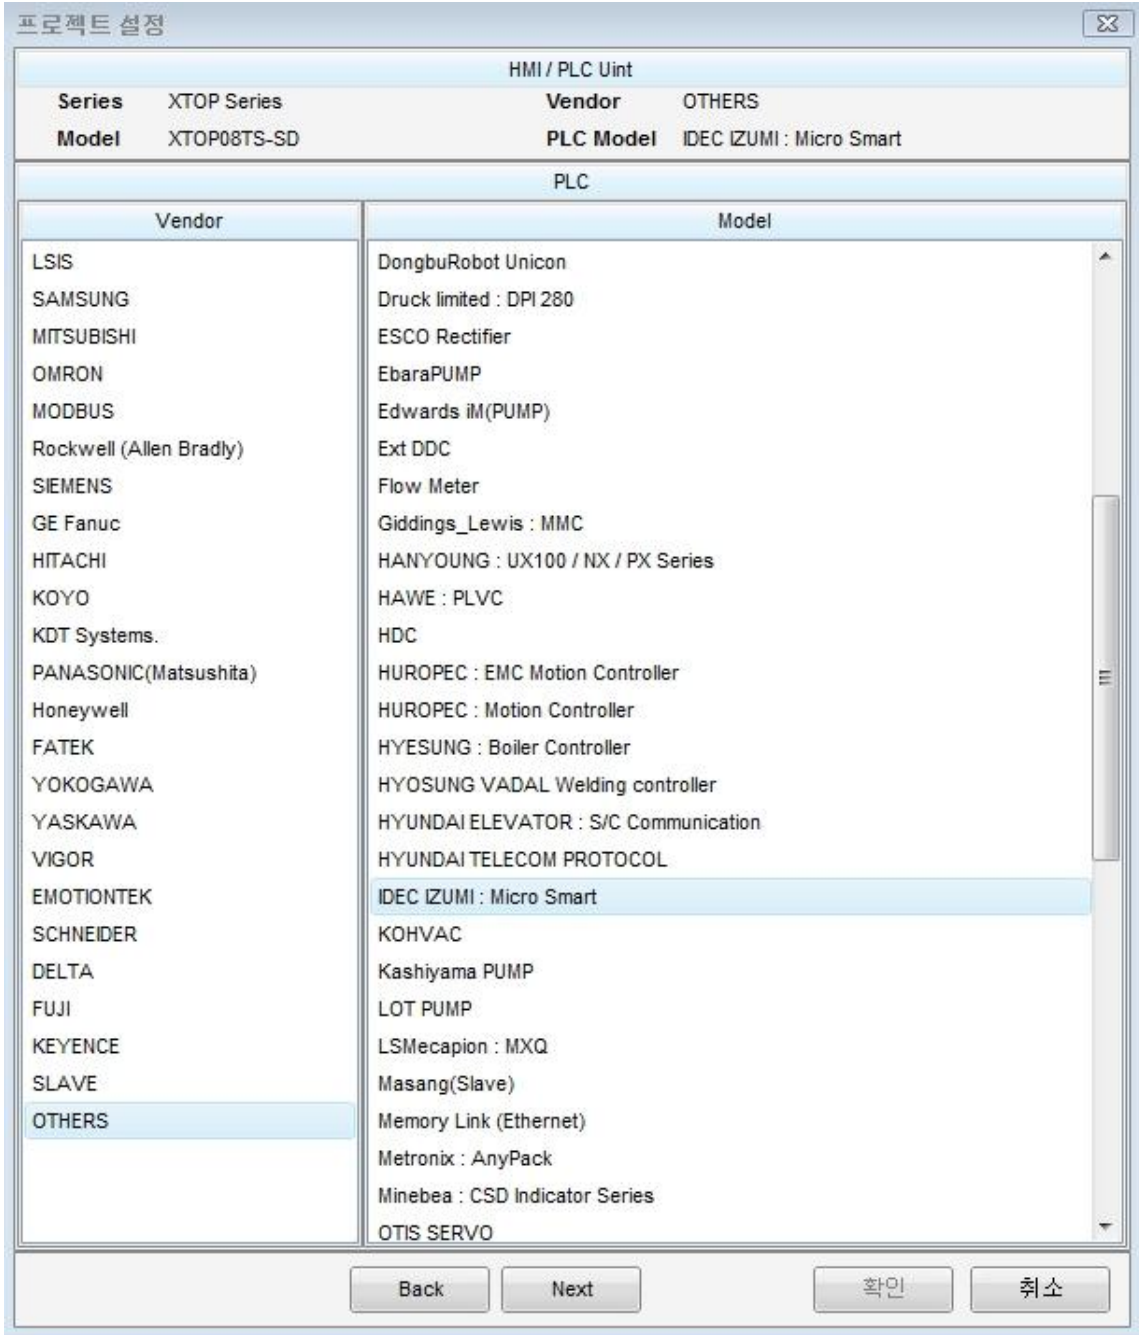 프로젝트 설정
HMI / PLC Uint
Series XTOP Series Vendor OTHERS
Model XTOP08TS-SD PLC Model IDEC IZUMI : Micro Smart
PLC
Vendor Model
LSIS DongbuRobot Unicon
SAMSUNG Druck limited : DPI 280
MITSUBISHI ESCO Rectifier
OMRON EbaraPUMP
MODBUS Edwards iM(PUMP)
Rockwell (Allen Bradly) Ext DDC
SIEMENS Flow Meter
GE Fanuc Giddings_Lewis : MMC
HITACHI HANYOUNG : UX100 / NX / PX Series
KOYO HAWE : PLVC
KDT Systems. HDC
PANASONIC(Matsushita) HUROPEC : EMC Motion Controller
Honeywell HUROPEC : Motion Controller
FATEK HYESUNG : Boiler Controller
YOKOGAWA HYOSUNG VADAL Welding controller
YASKAWA HYUNDAI ELEVATOR : S/C Communication
VIGOR HYUNDAI TELECOM PROTOCOL
EMOTIONTEK IDEC IZUMI : Micro Smart
SCHNEIDER KOHVAC
DELTA Kashiyama PUMP
FUJI LOT PUMP
KEYENCE LSMecapion : MXQ
SLAVE Masang(Slave)
OTHERS Memory Link (Ethernet)
Metronix : AnyPack
Minebea : CSD Indicator Series
OTIS SERVO
Back Next 확인 취소